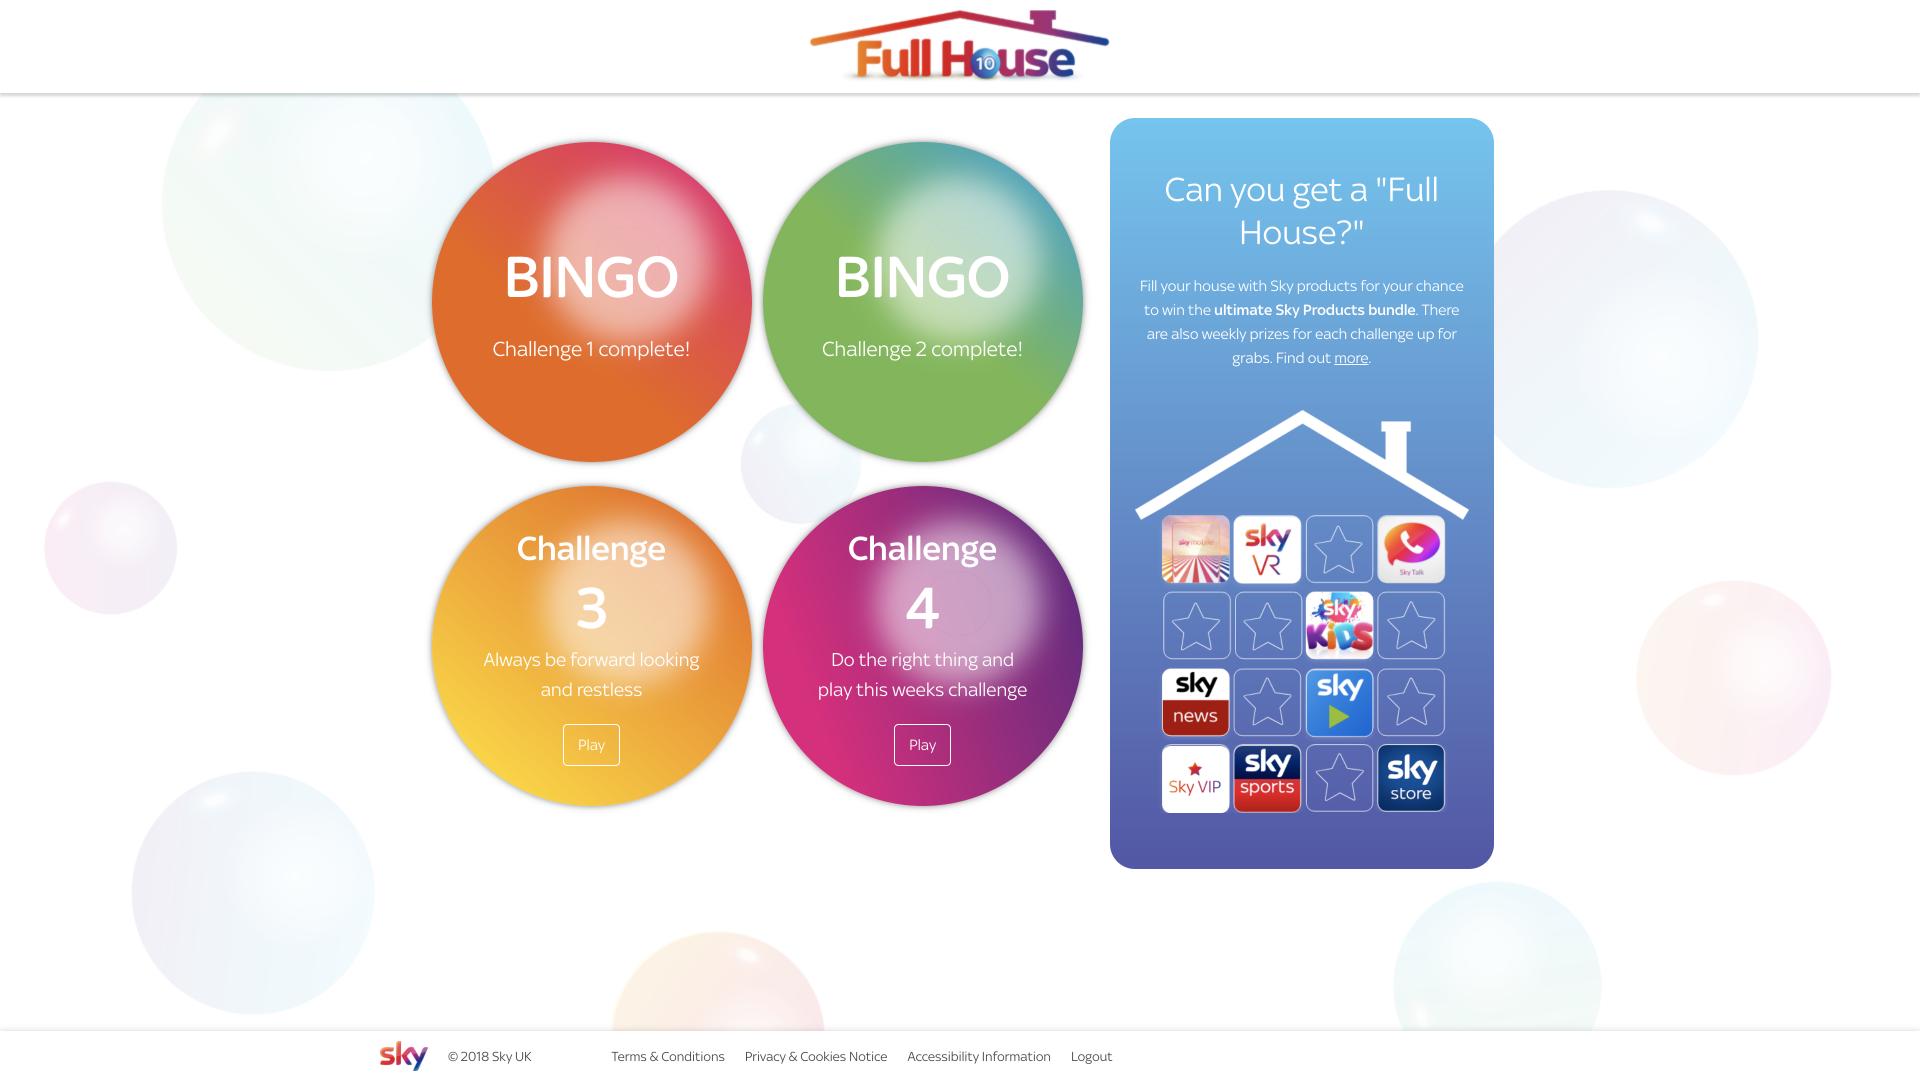 Full House
10
BINGO
Challenge 1 complete!
BINGO
Challenge 2 complete!
Challenge
3
Always be forward looking
and restless
Play
Challenge
4
Do the right thing and
play this weeks challenge
Play
Can you get a "Full
House?"
Fill your house with Sky products for your chance
to win the ultimate Sky Products bundle. There
are also weekly prizes for each challenge up for
grabs. Find out more.
sky mobile
sky
VR
Sky Talk
sky
KiDS
sky
news
sky
Sky VIP
sky
sports
sky
store
sky
© 2018 Sky UK
Terms & Conditions
Privacy & Cookies Notice
Accessibility Information
Logout